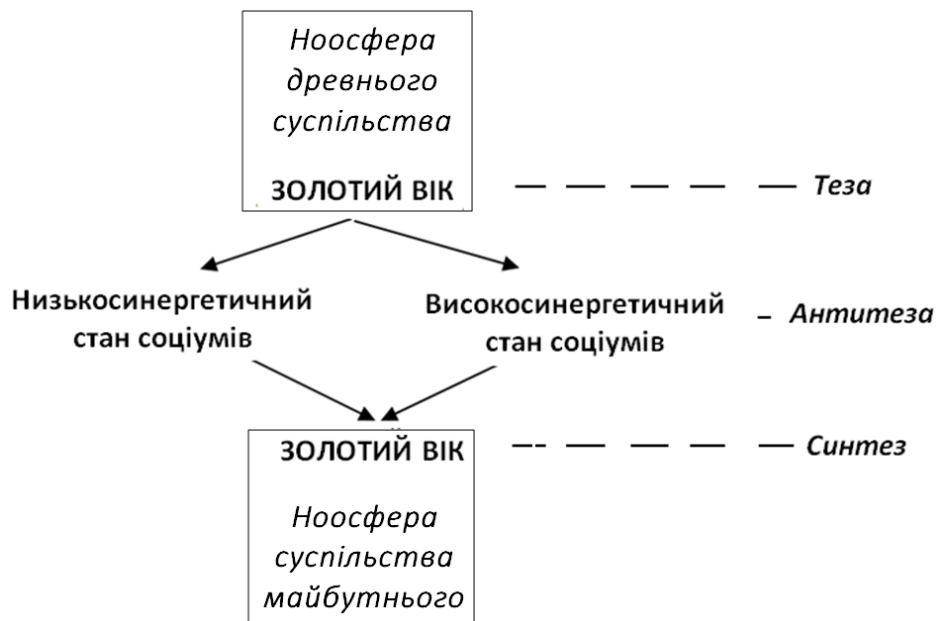 Ноосфера
древнього
суспільства
ЗОЛОТИЙ ВІК
Теза
Низькосинергетичний
стан соціумів
Високосинергетичний
стан соціумів
Антитеза
ЗОЛОТИЙ ВІК
Синтез
Ноосфера
суспільства
майбутнього